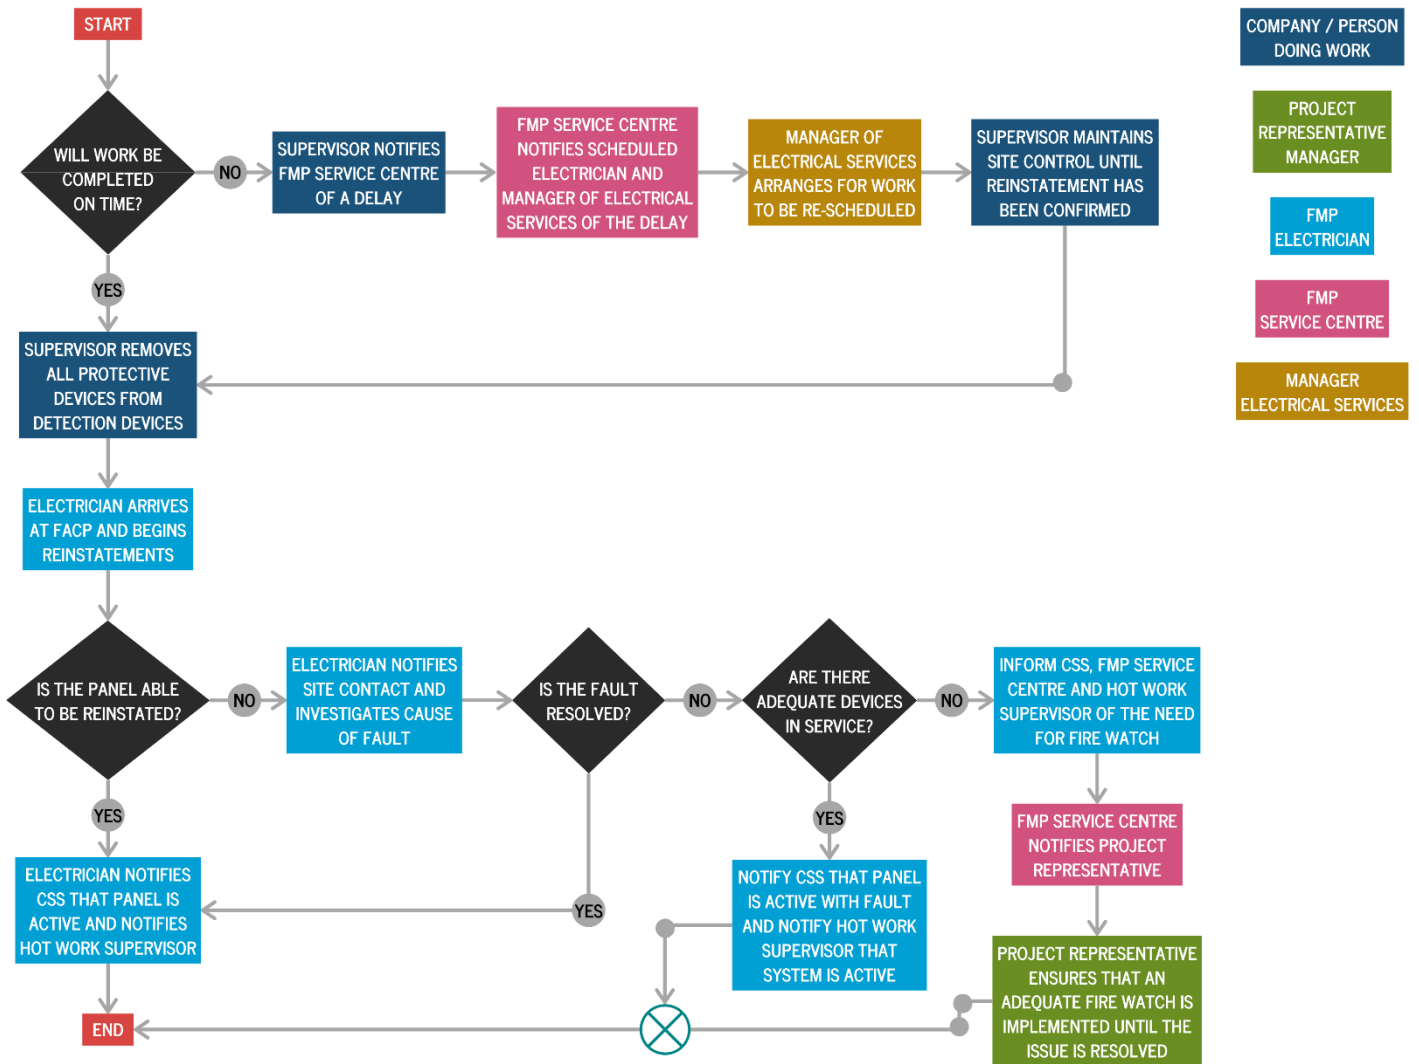 START
WILL WORK BE
COMPLETED
ON TIME?
NO
SUPERVISOR NOTIFIES
FMP SERVICE CENTRE
OF A DELAY
FMP SERVICE CENTRE
NOTIFIES SCHEDULED
ELECTRICIAN AND
MANAGER OF ELECTRICAL
SERVICES OF THE DELAY
MANAGER OF
ELECTRICAL SERVICES
ARRANGES FOR WORK
TO BE RE-SCHEDULED
SUPERVISOR MAINTAINS
SITE CONTROL UNTIL
REINSTATEMENT HAS
BEEN CONFIRMED
COMPANY / PERSON
DOING WORK
PROJECT
REPRESENTATIVE
MANAGER
FMP
ELECTRICIAN
FMP
SERVICE CENTRE
MANAGER
ELECTRICAL SERVICES
YES
SUPERVISOR REMOVES
ALL PROTECTIVE
DEVICES FROM
DETECTION DEVICES
ELECTRICIAN ARRIVES
AT FACP AND BEGINS
REINSTATEMENTS
IS THE PANEL ABLE
TO BE REINSTATED?
NO
ELECTRICIAN NOTIFIES
SITE CONTACT AND
INVESTIGATES CAUSE
OF FAULT
IS THE FAULT
RESOLVED?
NO
ARE THERE
ADEQUATE DEVICES
IN SERVICE?
NO
INFORM CSS, FMP SERVICE
CENTRE AND HOT WORK
SUPERVISOR OF THE NEED
FOR FIRE WATCH
YES
YES
FMP SERVICE CENTRE
NOTIFIES PROJECT
REPRESENTATIVE
ELECTRICIAN NOTIFIES
CSS THAT PANEL IS
ACTIVE AND NOTIFIES
HOT WORK SUPERVISOR
YES
NOTIFY CSS THAT PANEL
IS ACTIVE WITH FAULT
AND NOTIFY HOT WORK
SUPERVISOR THAT
SYSTEM IS ACTIVE
PROJECT REPRESENTATIVE
ENSURES THAT AN
ADEQUATE FIRE WATCH IS
IMPLEMENTED UNTIL THE
ISSUE IS RESOLVED
END